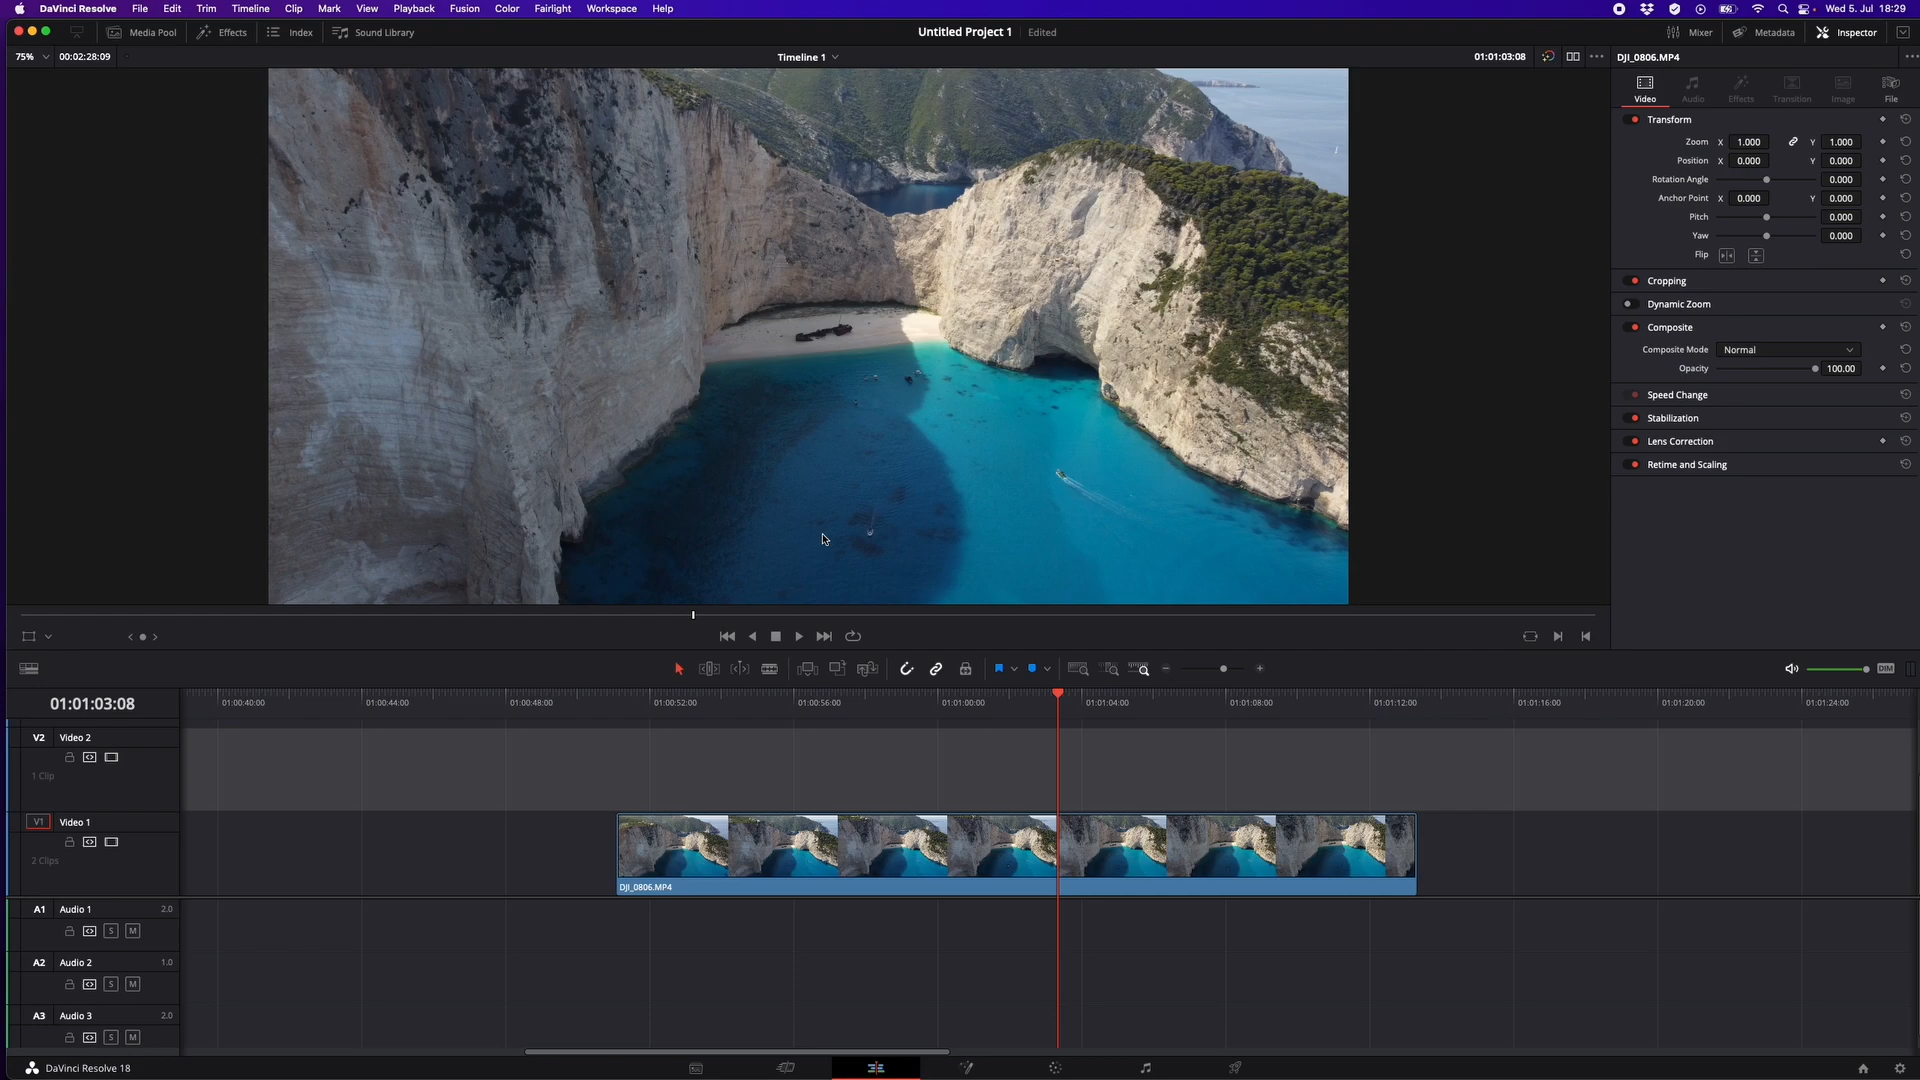 DaVinci Resolve File Edit Trim Timeline Clip Mark View Playback Fusion Color Fairlight Workspace Help Wed 5. Jul 18:29
Media Pool Effects Index Sound Library Untitled Project 1 Edited Mixer Metadata Inspector
75% 00:02:28:09 Timeline 1 01:01:03:08 DJI_0806.MP4
Video Audio Effects Transition Image File
Transform
Zoom X 1.000 Y 1.000
Position X 0.000 Y 0.000
Rotation Angle 0.000
Anchor Point X 0.000 Y 0.000
Pitch 0.000
Yaw 0.000
Flip
Cropping
Dynamic Zoom
Composite
Composite Mode Normal
Opacity 100.00
Speed Change
Stabilization
Lens Correction
Retime and Scaling
DIM
01:01:03:08 01:00:40:00 01:00:44:00 01:00:48:00 01:00:52:00 01:00:56:00 01:01:00:00 01:01:04:00 01:01:08:00 01:01:12:00 01:01:16:00 01:01:20:00 01:01:24:00
V2 Video 2
1 Clip
V1 Video 1
2 Clips
DJI_0806.MP4
A1 Audio 1 2.0
S M
A2 Audio 2 1.0
S M
A3 Audio 3 2.0
S M
DaVinci Resolve 18